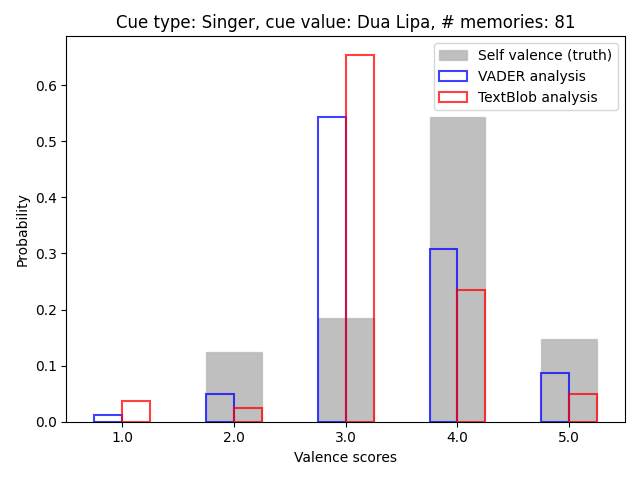 Cue type: Singer, cue value: Dua Lipa, # memories: 81
Self valence (truth)
VADER analysis
TextBlob analysis
Probability
0.6
0.5
0.4
0.3
0.2
0.1
0.0
1.0 2.0 3.0 4.0 5.0
Valence scores